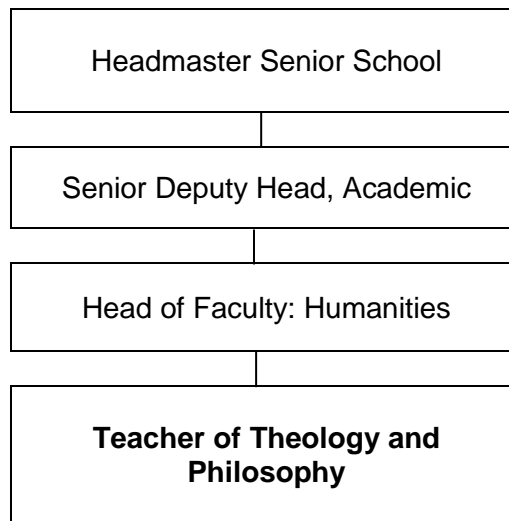 Headmaster Senior School
Senior Deputy Head, Academic
Head of Faculty: Humanities
Teacher of Theology and
Philosophy